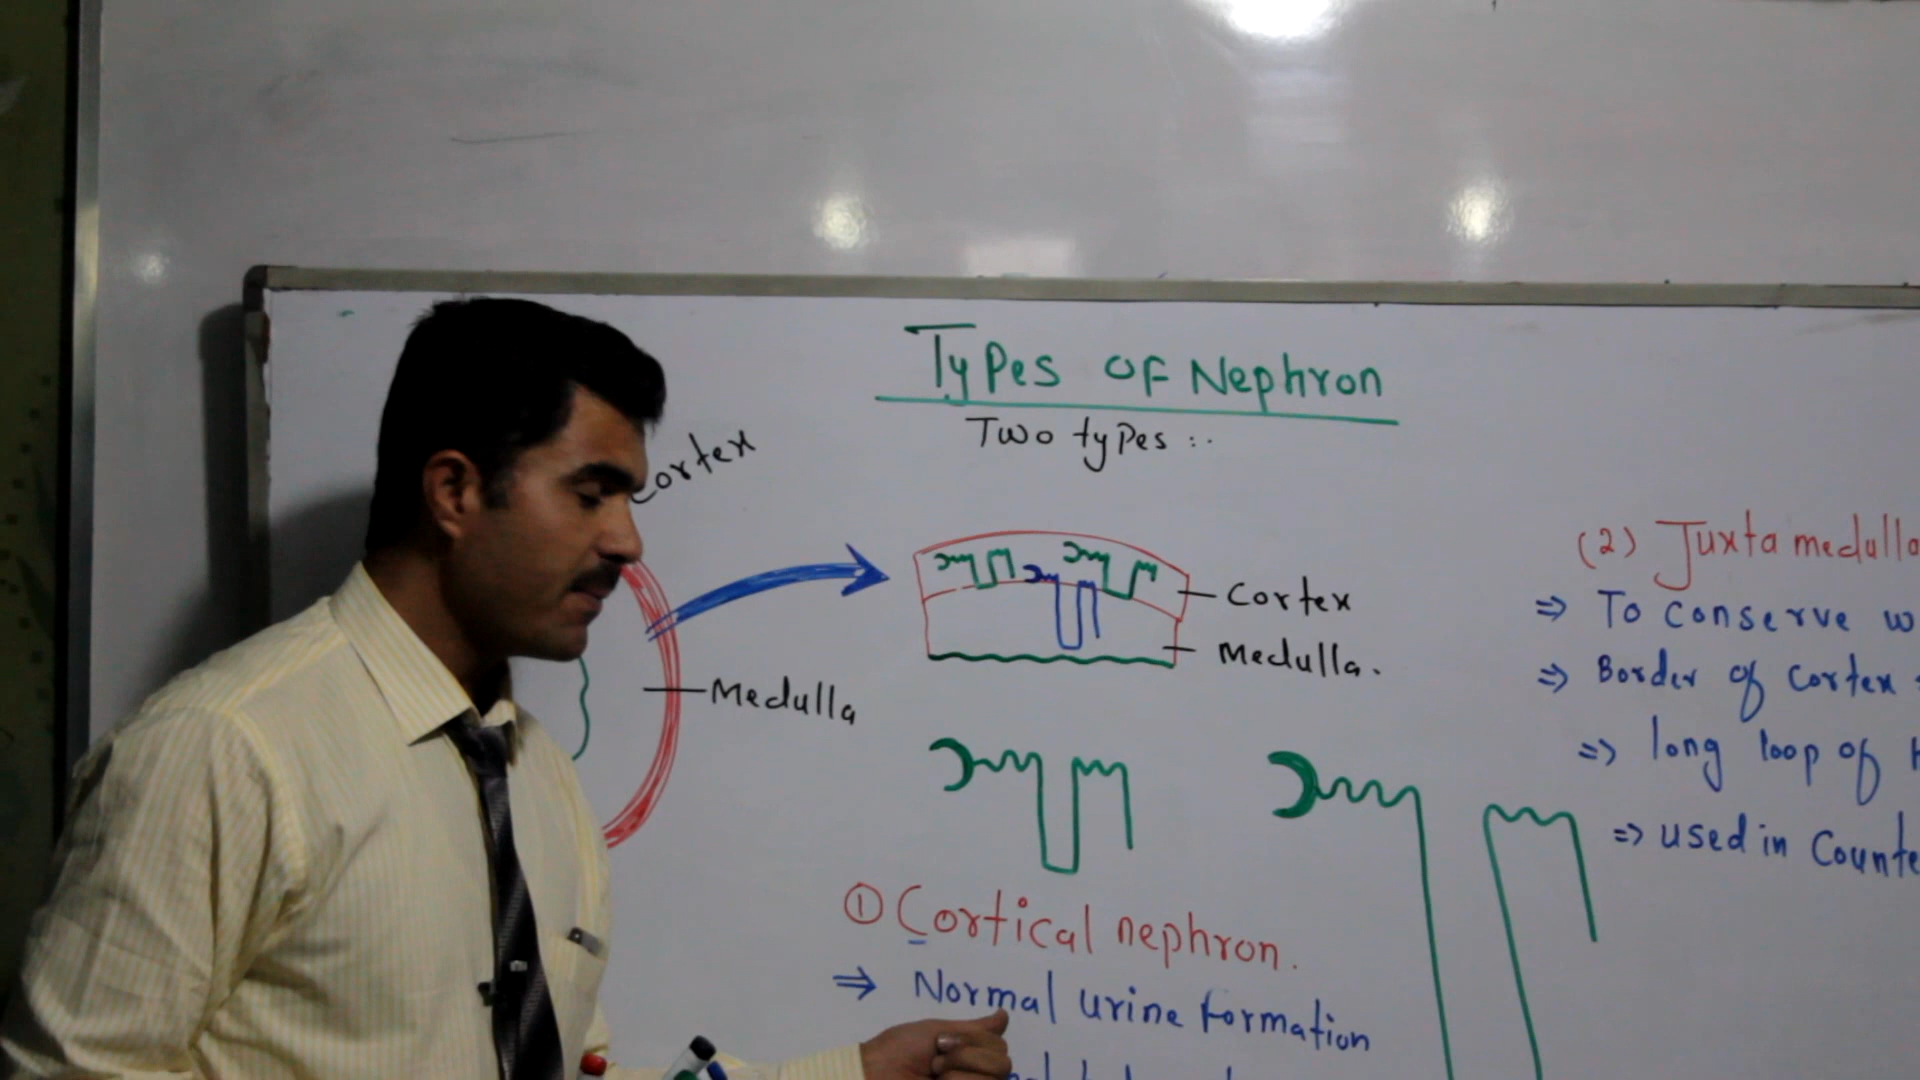 Types of Nephron
Two types :-
Cortex
Cortex
Medulla.
Medulla
① Cortical nephron.
⇒ Normal urine formation
(2) Juxta medulla
⇒ To conserve w
⇒ Border of Cortex
⇒ long loop of H
⇒ used in Counte